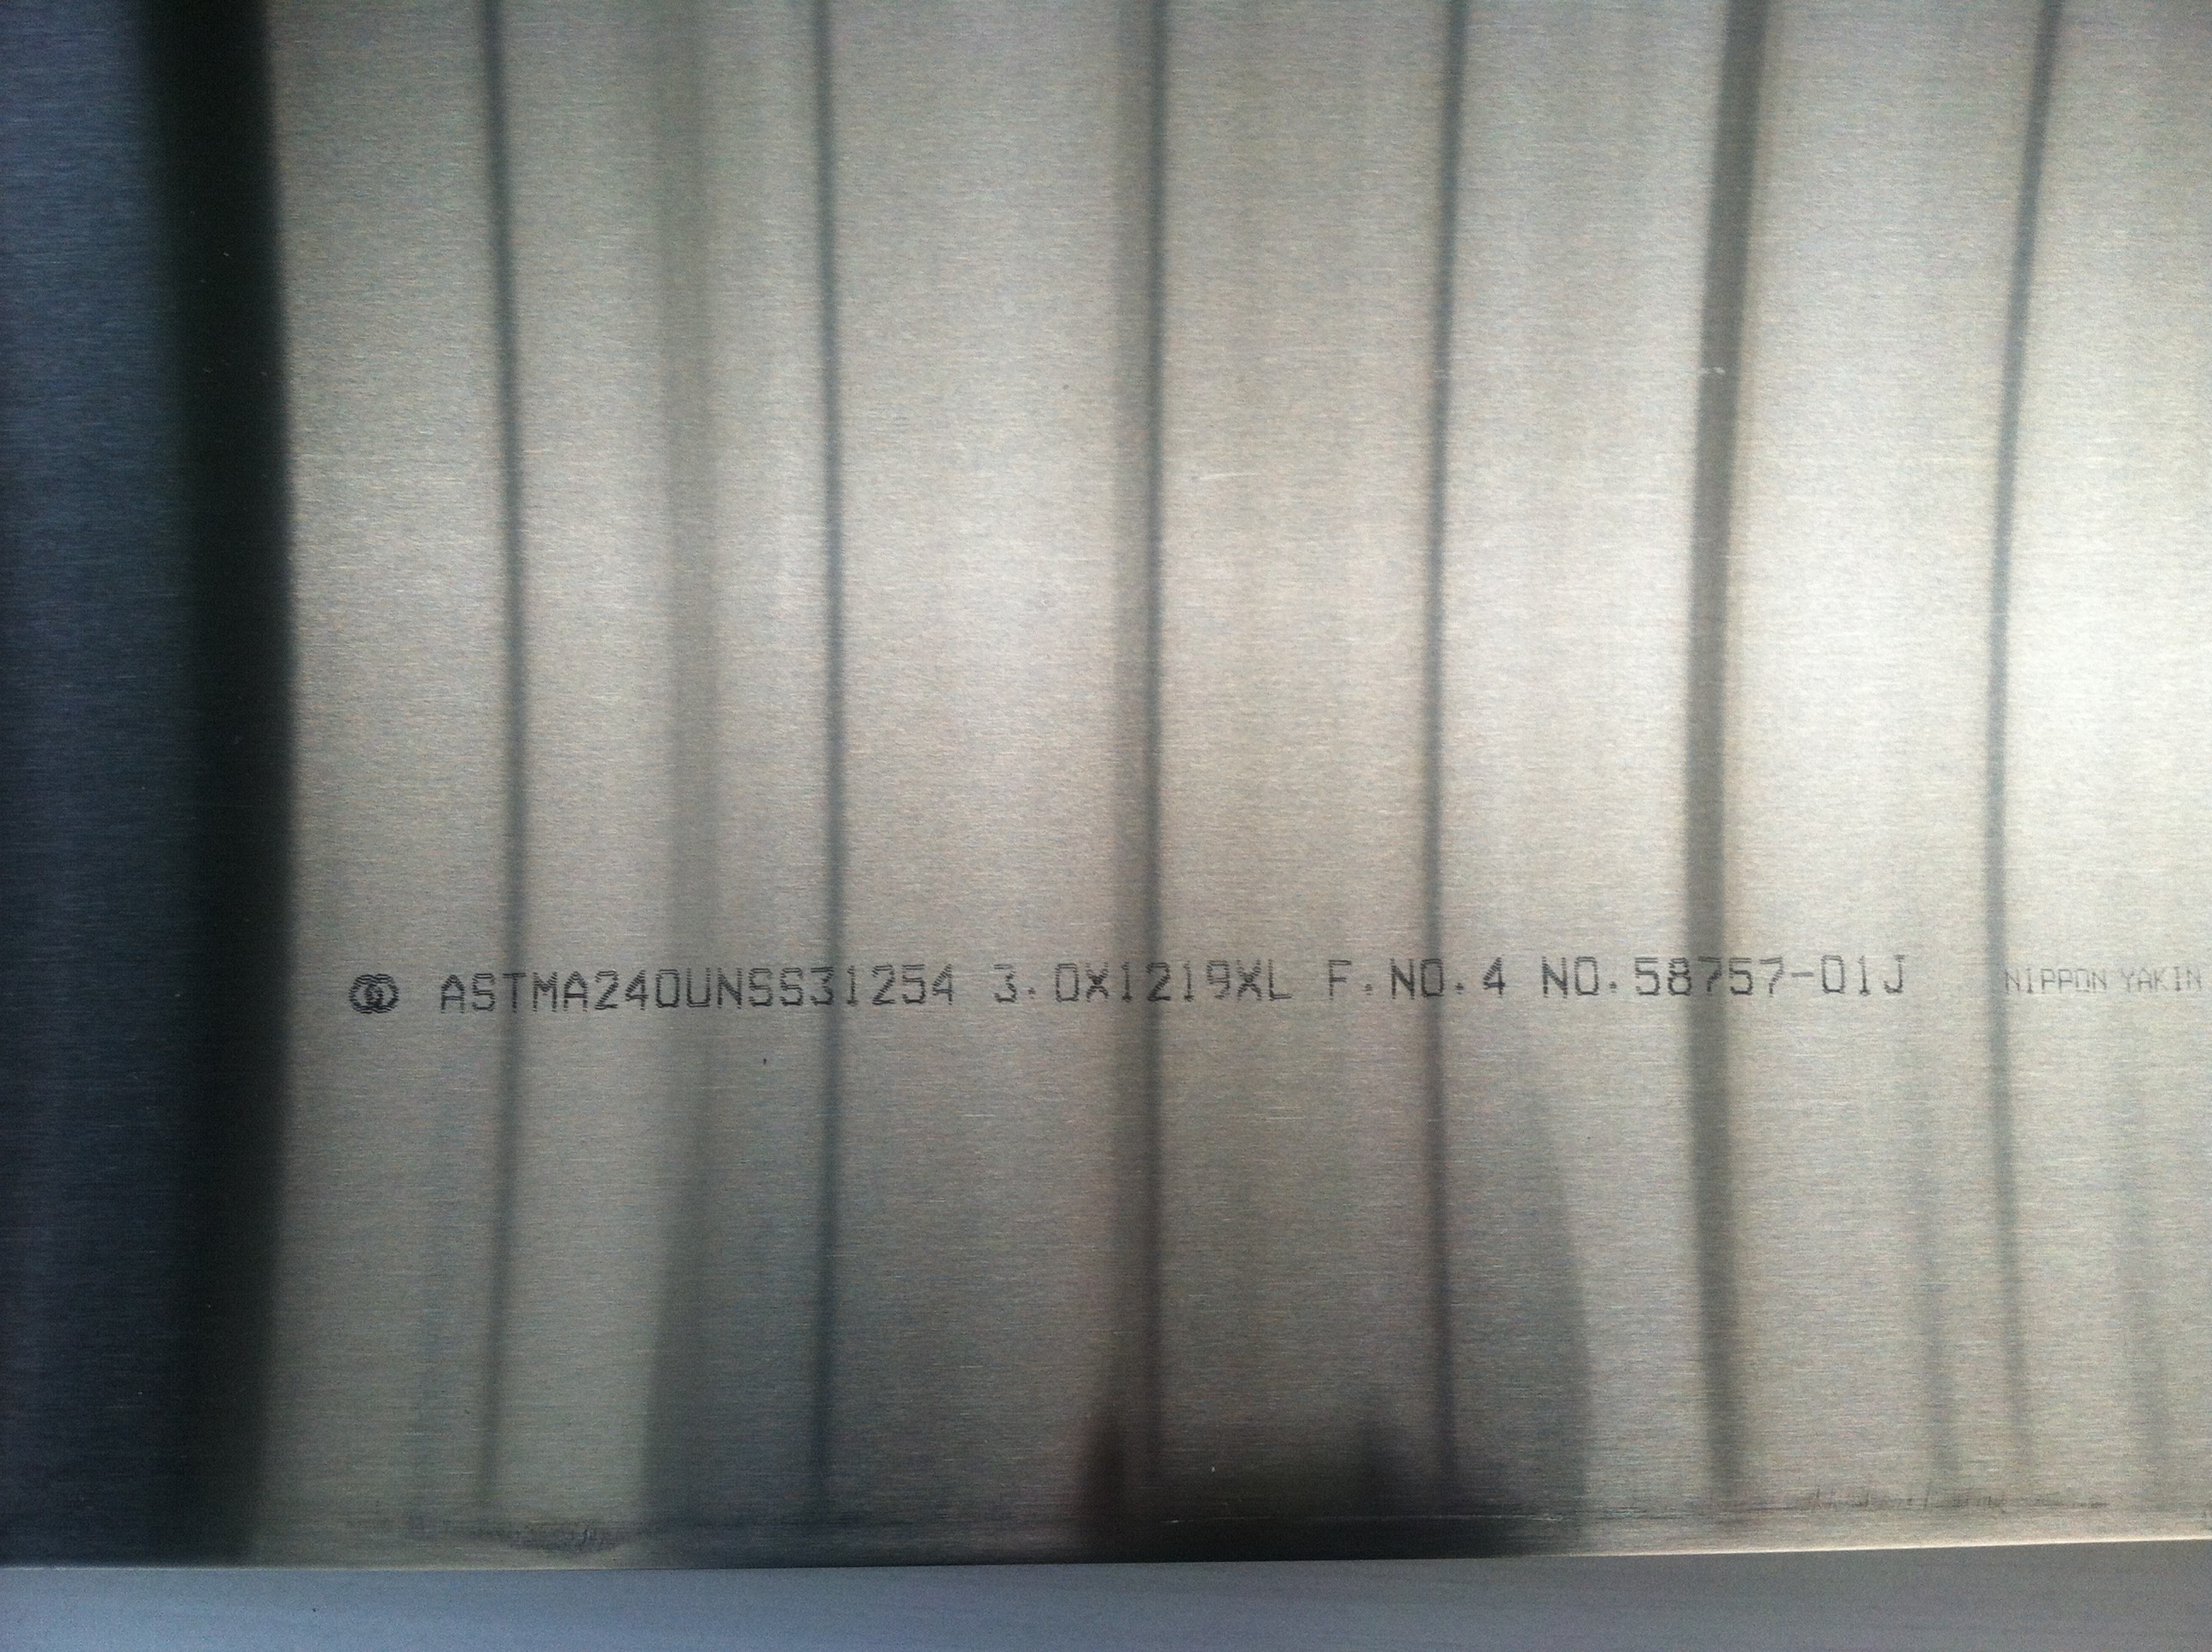 ASTMA240UNSS31254 3.0X1219XL F.NO.4 NO.58757-01J NIPPON YAKIN